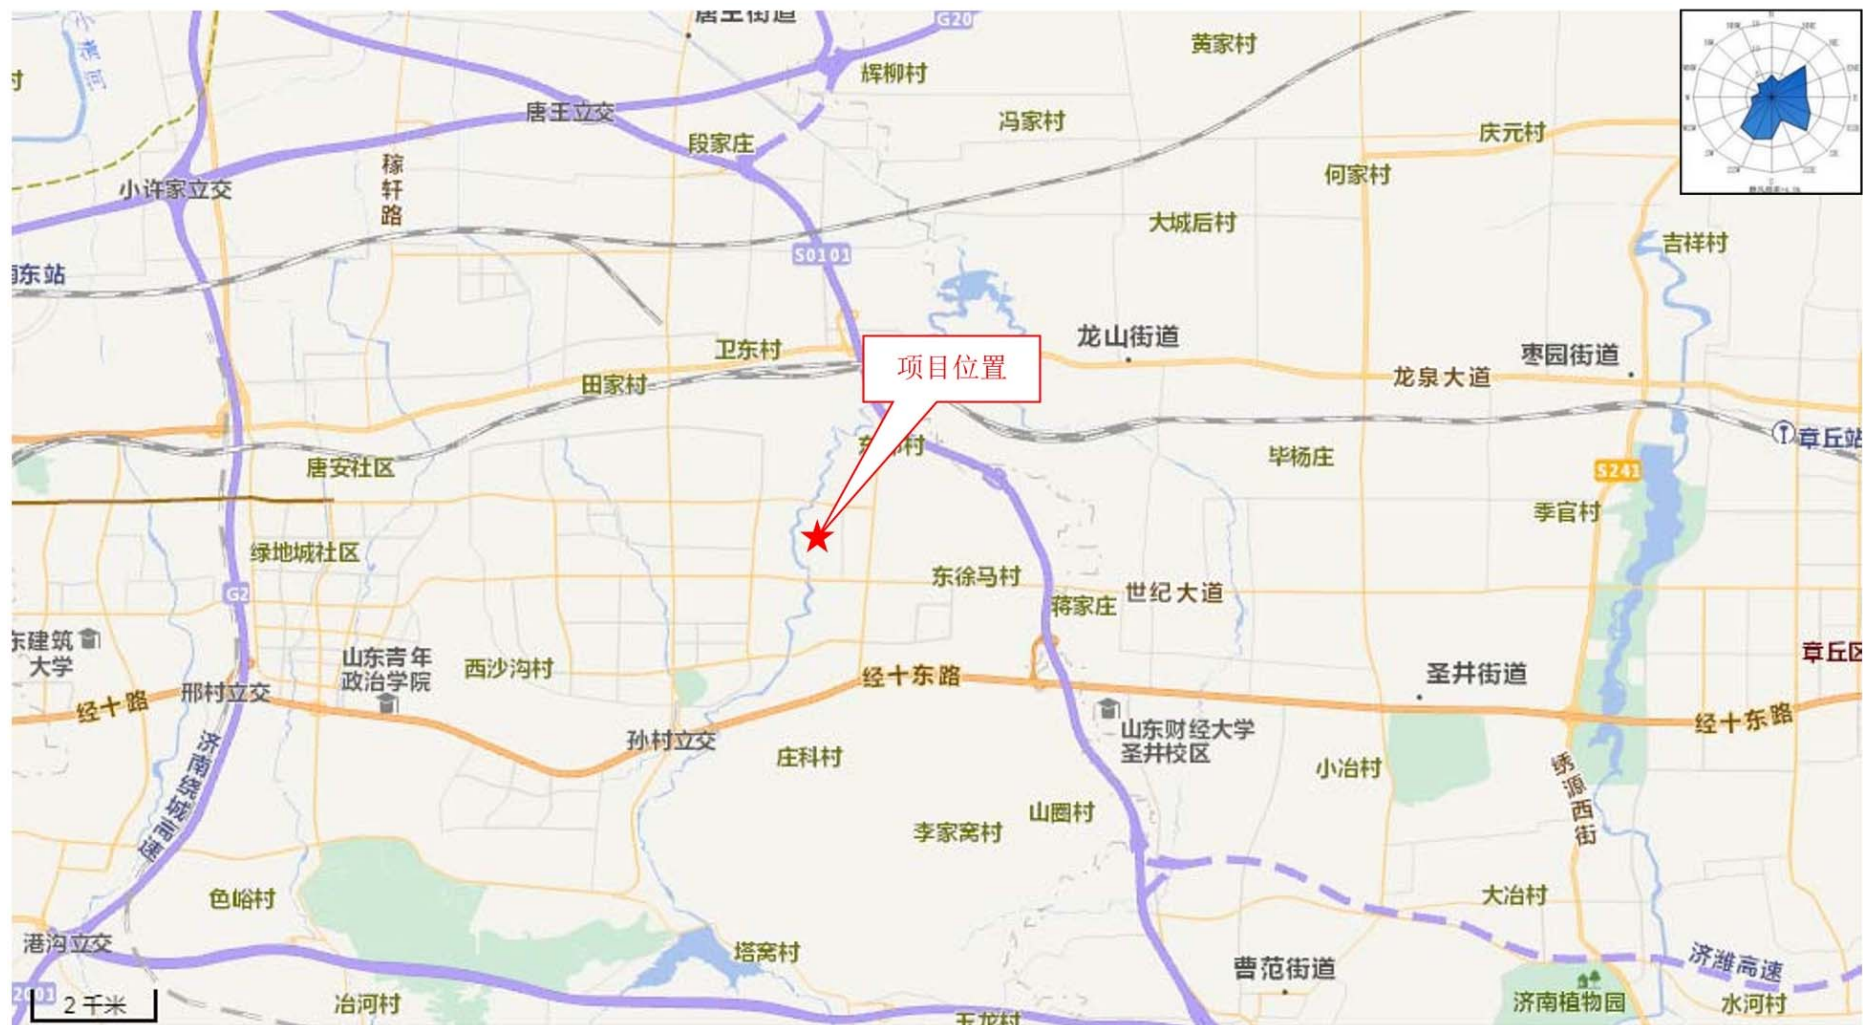 G20
黄家村
辉柳村
唐王立交
冯家村
庆元村
段家庄
稼轩路
何家村
小许家立交
大城后村
吉祥村
S0101
东站
龙山街道
卫东村
枣园街道
项目位置
龙泉大道
田家村
章丘站
毕杨庄
唐安社区
S241
季官村
绿地城社区
东徐马村
世纪大道
蒋家庄
G2
东建筑
大学
山东青年
政治学院
西沙沟村
章丘区
经十东路
圣井街道
邢村立交
经十路
经十东路
山东财经大学
圣井校区
孙村立交
庄科村
小冶村
济南绕城高速
绣源西街
山圈村
李家窝村
色峪村
大冶村
港沟立交
塔窝村
曹范街道
济潍高速
2千米
冶河村
济南植物园
水河村